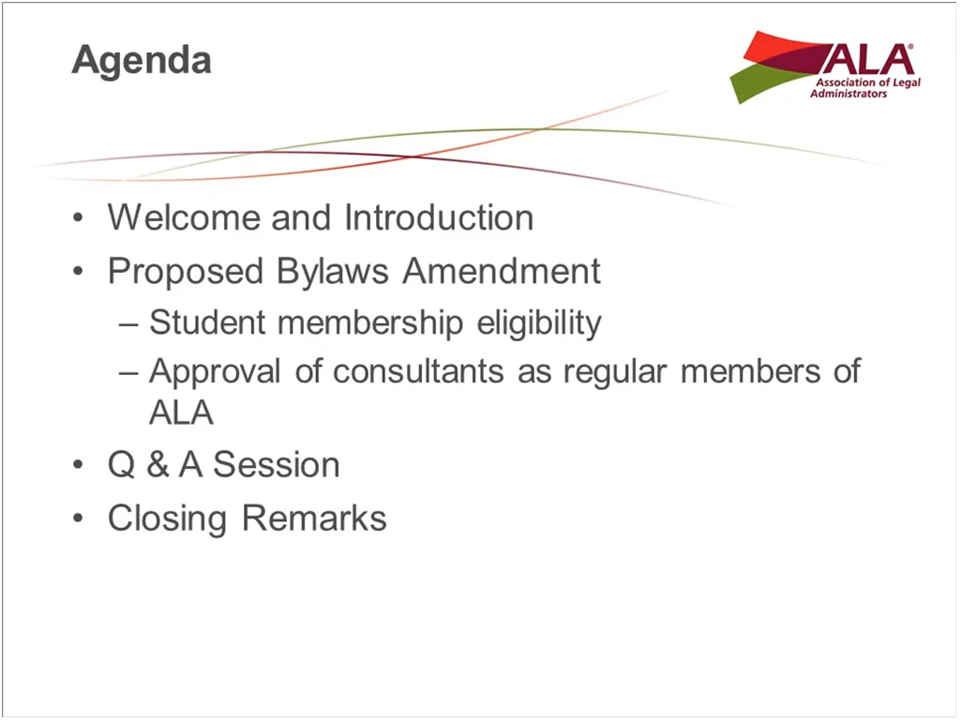 Agenda
ALA®
Association of Legal
Administrators
• Welcome and Introduction
• Proposed Bylaws Amendment
– Student membership eligibility
– Approval of consultants as regular members of
ALA
• Q & A Session
• Closing Remarks